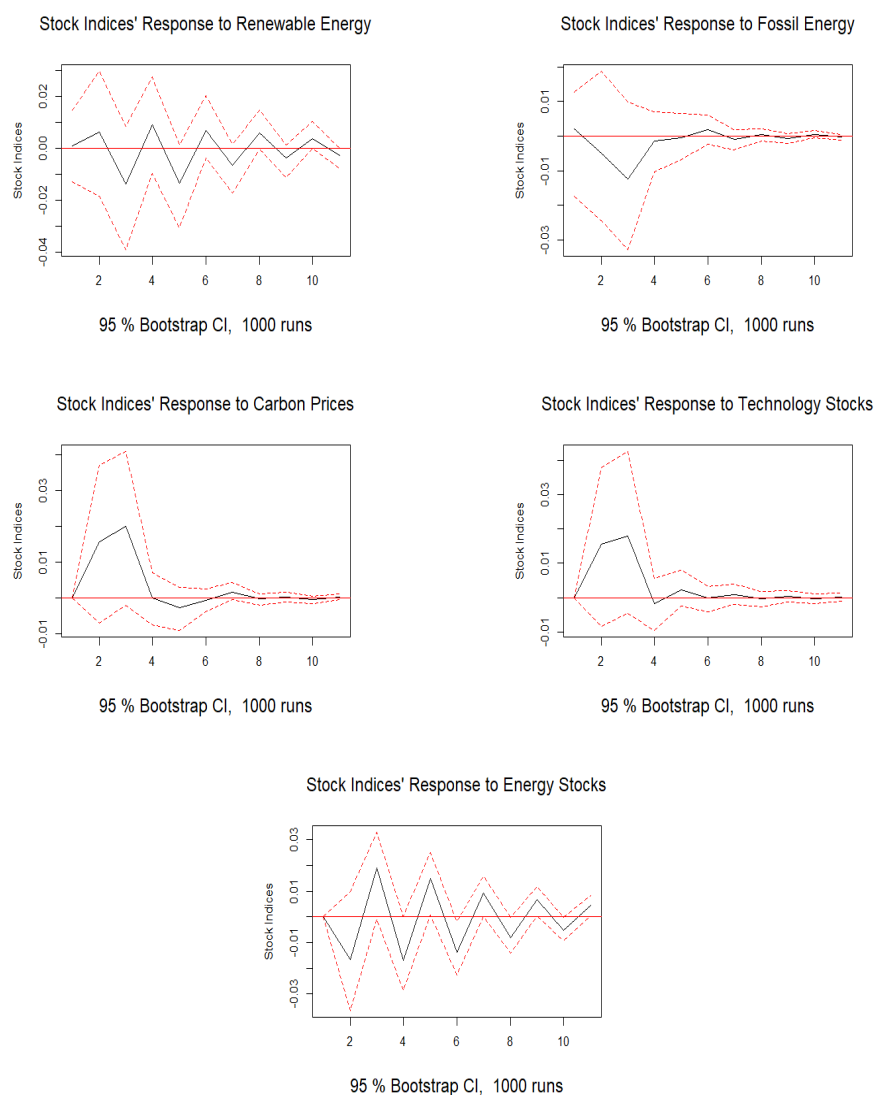 Stock Indices' Response to Renewable Energy
Stock Indices
0.02
0.00
-0.02
-0.04
2 4 6 8 10
95 % Bootstrap CI, 1000 runs
Stock Indices' Response to Fossil Energy
Stock Indices
0.01
-0.01
-0.03
2 4 6 8 10
95 % Bootstrap CI, 1000 runs
Stock Indices' Response to Carbon Prices
Stock Indices
0.03
0.01
-0.01
2 4 6 8 10
95 % Bootstrap CI, 1000 runs
Stock Indices' Response to Technology Stocks
Stock Indices
0.03
0.01
-0.01
2 4 6 8 10
95 % Bootstrap CI, 1000 runs
Stock Indices' Response to Energy Stocks
Stock Indices
0.03
0.01
-0.01
-0.03
2 4 6 8 10
95 % Bootstrap CI, 1000 runs